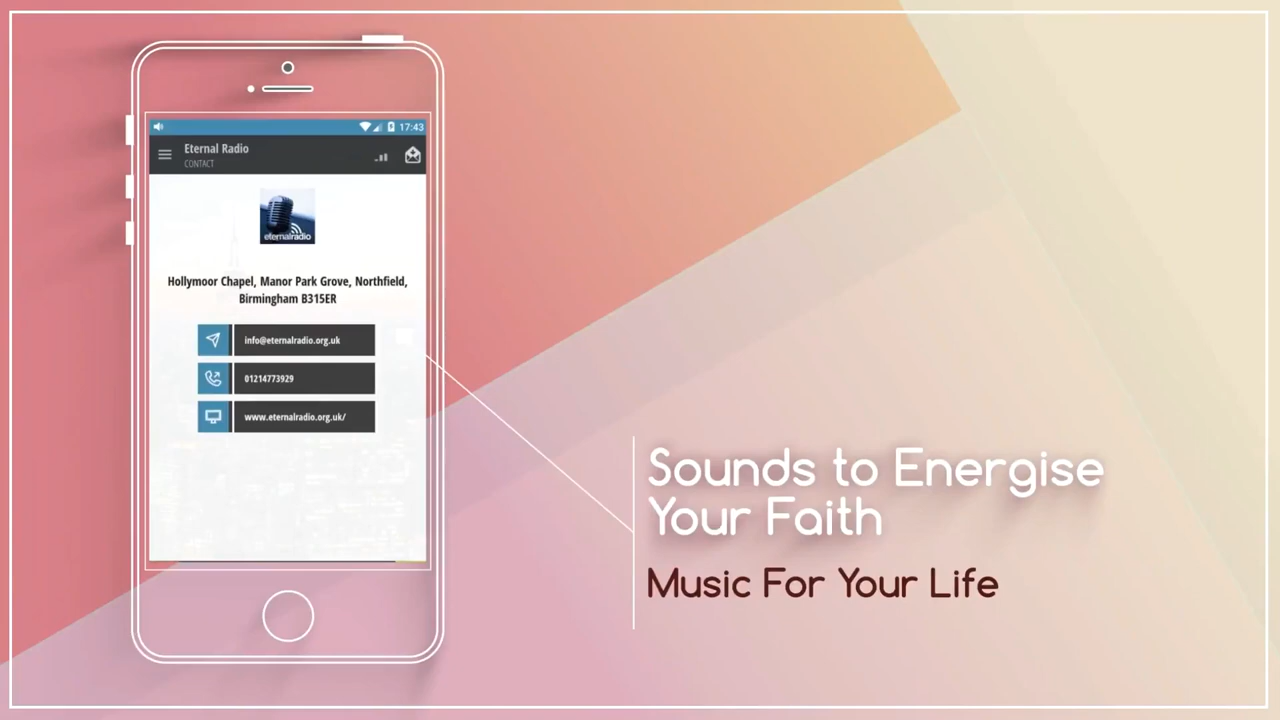 17:43
Eternal Radio
CONTACT
eternalradio
Hollymoor Chapel, Manor Park Grove, Northfield,
Birmingham B315ER
info@eternalradio.org.uk
01214773929
www.eternalradio.org.uk/
Sounds to Energise
Your Faith
Music For Your Life